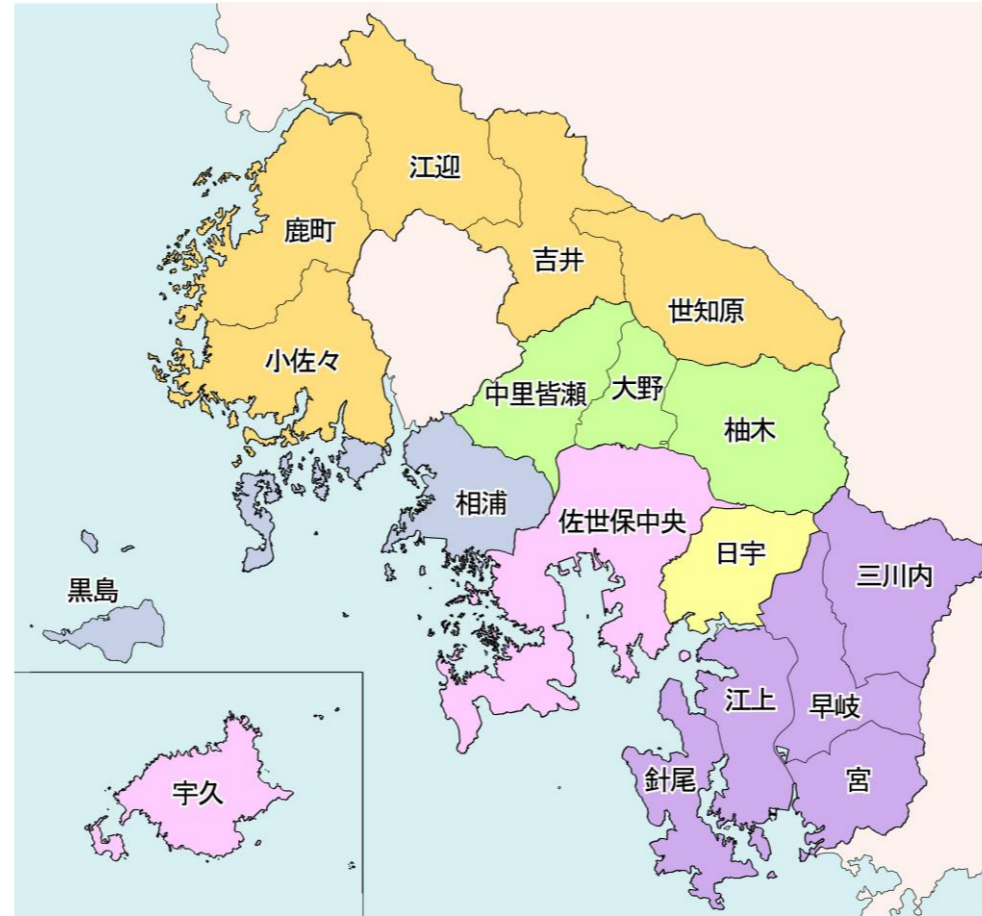 江迎
鹿町
吉井
世知原
小佐々
中里皆瀬
大野
柚木
相浦
佐世保中央
日宇
三川内
黒島
江上
早岐
針尾
宮
宇久